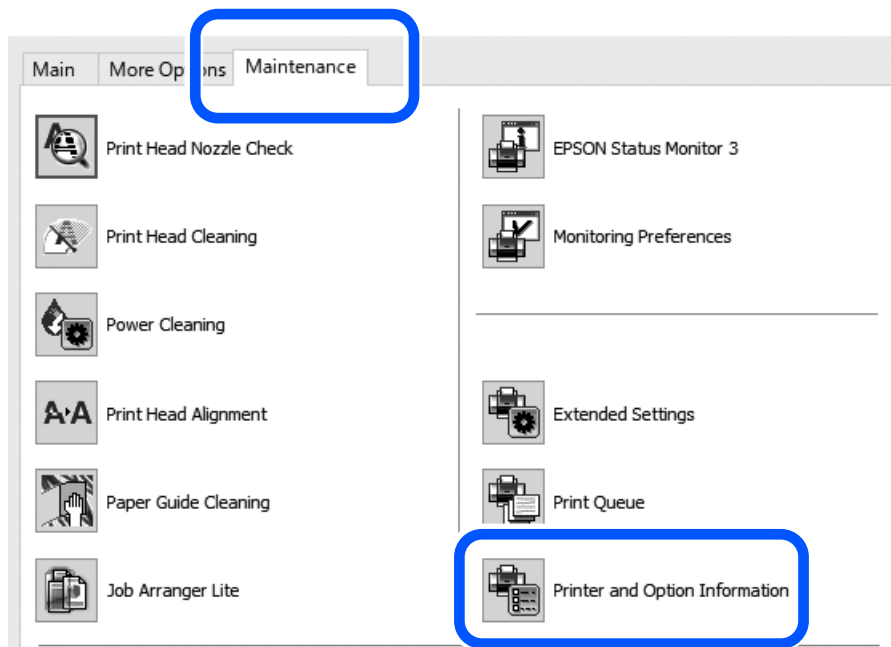 Main
More Options
Maintenance
Print Head Nozzle Check
Print Head Cleaning
Power Cleaning
Print Head Alignment
Paper Guide Cleaning
Job Arranger Lite
EPSON Status Monitor 3
Monitoring Preferences
Extended Settings
Print Queue
Printer and Option Information